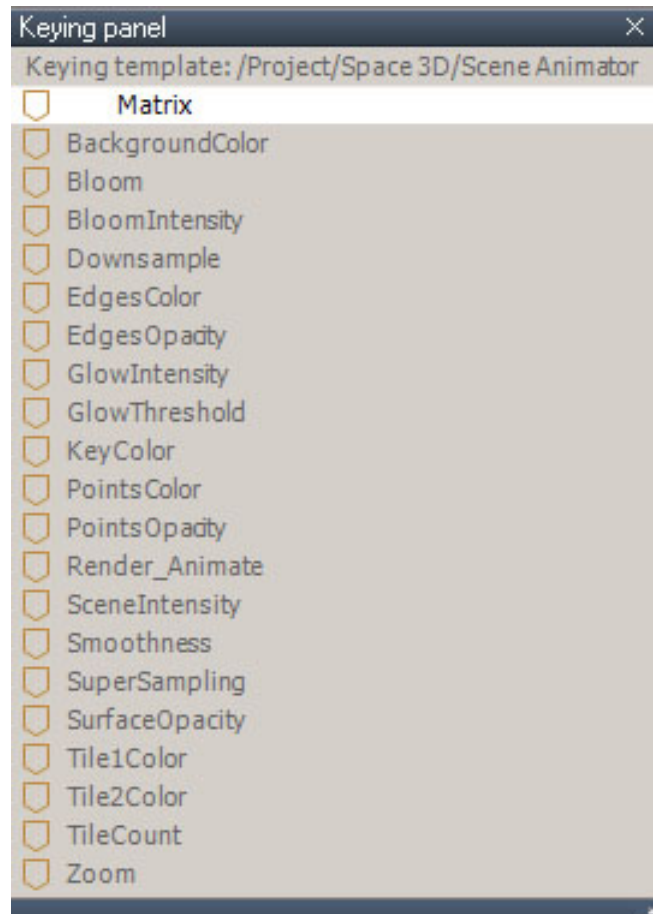 Keying panel
Keying template: /Project/Space 3D/Scene Animator
Matrix
BackgroundColor
Bloom
BloomIntensity
Downsample
EdgesColor
EdgesOpacity
GlowIntensity
GlowThreshold
KeyColor
PointsColor
PointsOpacity
Render_Animate
SceneIntensity
Smoothness
SuperSampling
SurfaceOpacity
Tile1Color
Tile2Color
TileCount
Zoom